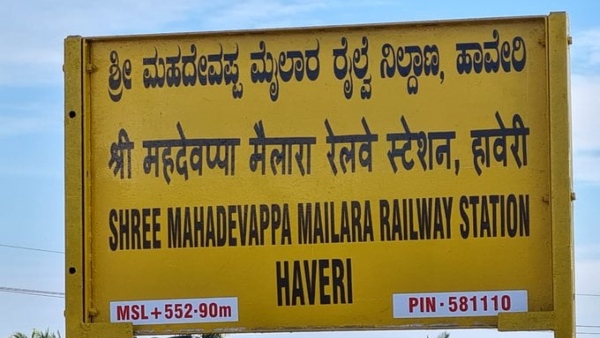 ಶ್ರೀ ಮಹದೇವಪ್ಪ ಮೈಲಾರ ರೈಲ್ವೆ ನಿಲ್ದಾಣ, ಹಾವೇರಿ
श्री महदेवप्पा मैलारा रेलवे स्टेशन, हावेरी
SHREE MAHADEVAPPA MAILARA RAILWAY STATION
HAVERI
MSL+552·90m PIN·581110